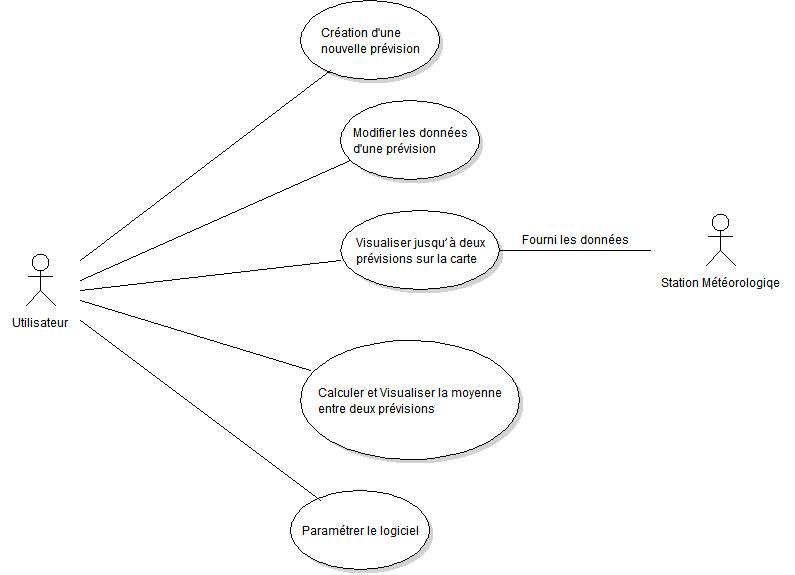 Création d'une
nouvelle prévision
Modifier les données
d'une prévision
Visualiser jusqu'à deux
prévisions sur la carte
Fourni les données
Station Météorologiqe
Utilisateur
Calculer et Visualiser la moyenne
entre deux prévisions
Paramétrer le logiciel